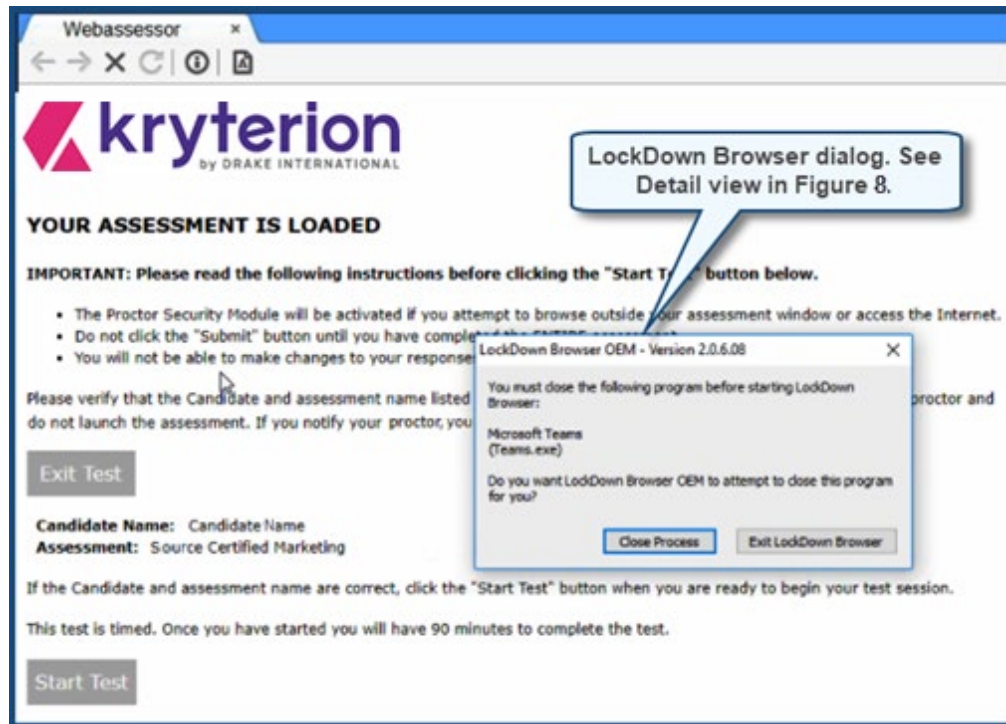 Webassessor
kryterion
by DRAKE INTERNATIONAL
LockDown Browser dialog. See
Detail view in Figure 8.
YOUR ASSESSMENT IS LOADED
IMPORTANT: Please read the following instructions before clicking the "Start T button below.
The Proctor Security Module will be activated if you attempt to browse outside your assessment window or access the Internet.
Do not click the "Submit" button until you have completed the ENTIRE assessment.
You will not be able to make changes to your response
Please verify that the Candidate and assessment name listed
proctor and
do not launch the assessment. If you notify your proctor, you
LockDown Browser OEM - Version 2.0.6.08
You must close the following program before starting LockDown
Browser:
Microsoft Teams
(Teams.exe)
Do you want LockDown Browser OEM to attempt to close this program
for you?
Close Process
Exit LockDown Browser
Exit Test
Candidate Name: Candidate Name
Assessment: Source Certified Marketing
If the Candidate and assessment name are correct, click the "Start Test" button when you are ready to begin your test session.
This test is timed. Once you have started you will have 90 minutes to complete the test.
Start Test